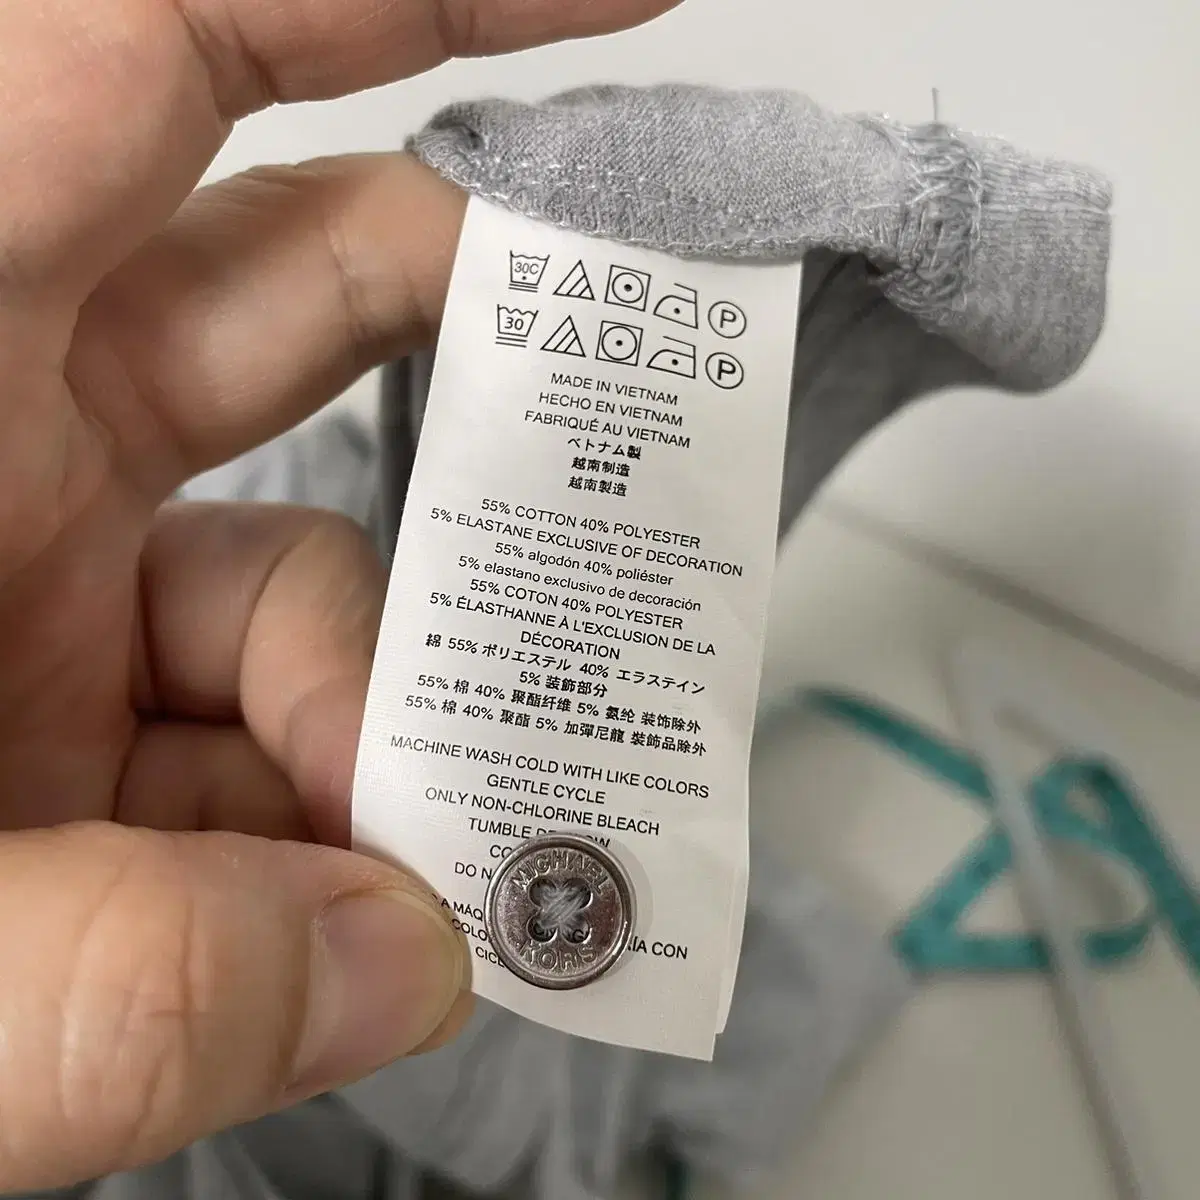 30C P
30 P
MADE IN VIETNAM
HECHO EN VIETNAM
FABRIQUÉ AU VIETNAM
ベトナム製
越南制造
越南製造
55% COTTON 40% POLYESTER
5% ELASTANE EXCLUSIVE OF DECORATION
55% algodón 40% poliéster
5% elastano exclusivo de decoración
55% COTON 40% POLYESTER
5% ÉLASTHANNE À L'EXCLUSION DE LA
DÉCORATION
綿 55% ポリエステル 40% エラステイン
5% 装飾部分
55% 棉 40% 聚酯纤维 5% 氨纶 装饰除外
55% 棉 40% 聚酯 5% 加彈尼龍 裝飾品除外
MACHINE WASH COLD WITH LIKE COLORS
GENTLE CYCLE
ONLY NON-CHLORINE BLEACH
TUMBLE
CON
MICHAEL
KORS